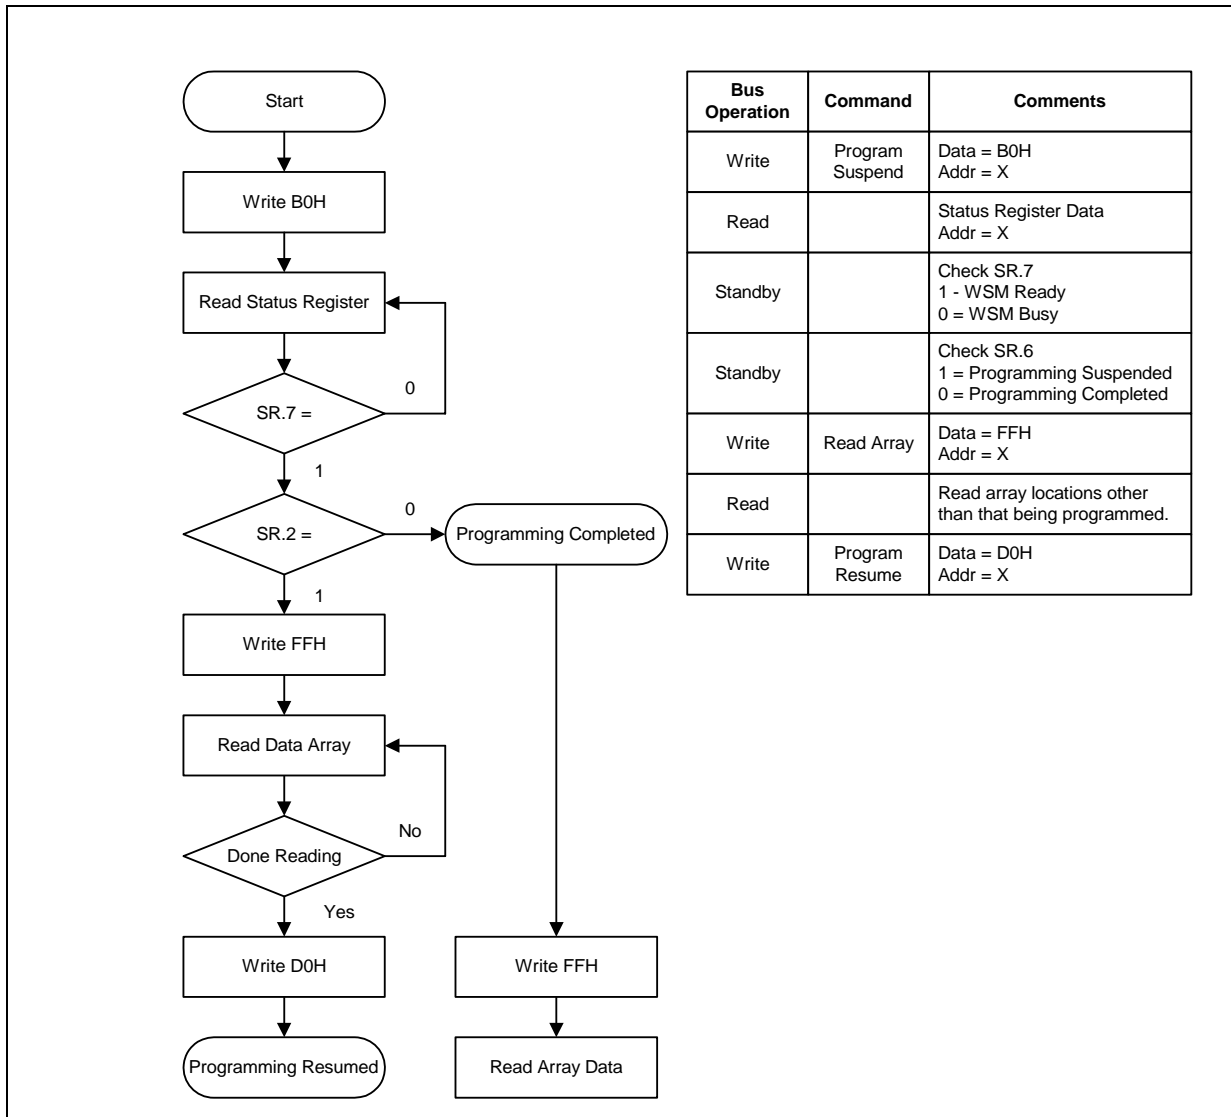 Start
Write B0H
Read Status Register
0
SR.7 =
1
0
SR.2 =
Programming Completed
1
Write FFH
Read Data Array
No
Done Reading
Yes
Write D0H
Write FFH
Programming Resumed
Read Array Data
Bus
Operation
Command
Comments
Write
Program
Suspend
Data = B0H
Addr = X
Read
Status Register Data
Addr = X
Standby
Check SR.7
1 - WSM Ready
0 = WSM Busy
Standby
Check SR.6
1 = Programming Suspended
0 = Programming Completed
Write
Read Array
Data = FFH
Addr = X
Read
Read array locations other
than that being programmed.
Write
Program
Resume
Data = D0H
Addr = X